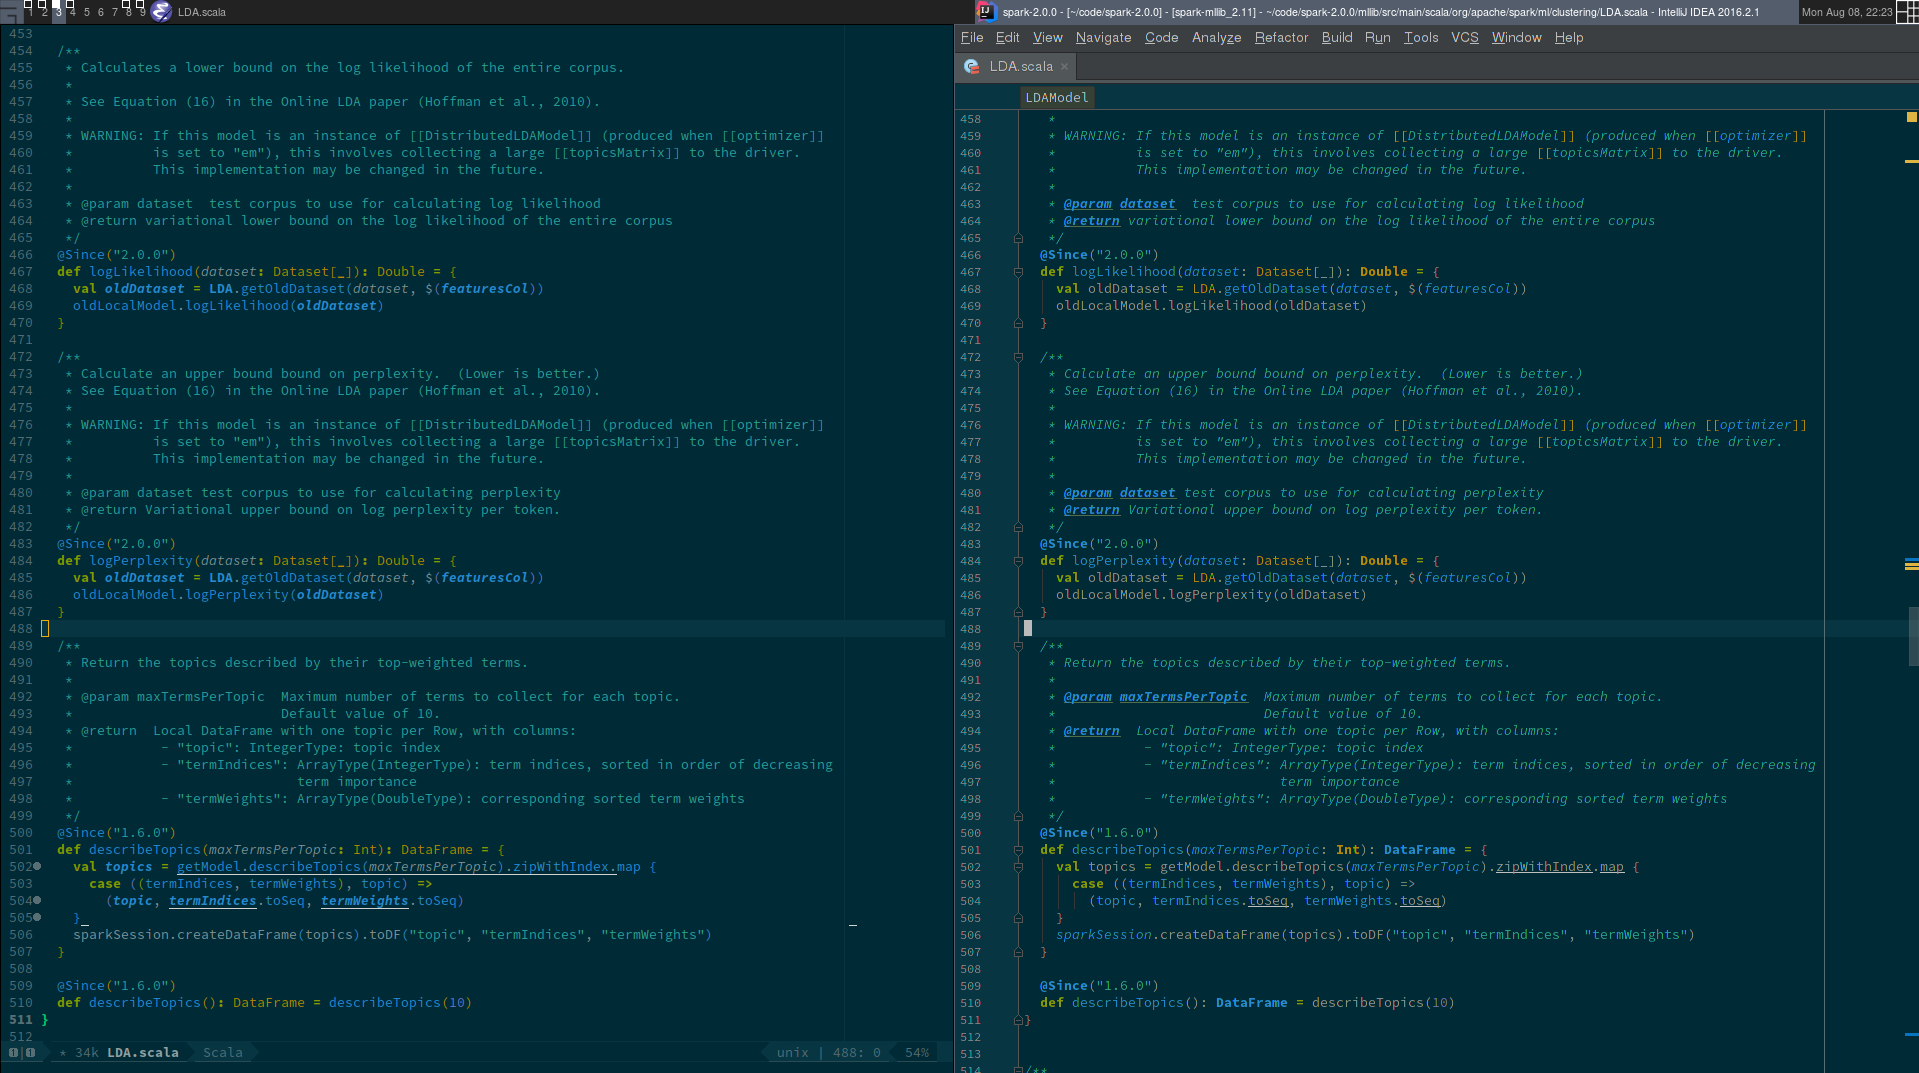 1 2 3 4 5 6 7 8 9 LDA.scala
spark-2.0.0 - [~/code/spark-2.0.0] - [spark-mllib_2.11] - ~/code/spark-2.0.0/mllib/src/main/scala/org/apache/spark/ml/clustering/LDA.scala - IntelliJ IDEA 2016.2.1
Mon Aug 08, 22:23
453
454 /**
455 * Calculates a lower bound on the log likelihood of the entire corpus.
456 *
457 * See Equation (16) in the Online LDA paper (Hoffman et al., 2010).
458 *
459 * WARNING: If this model is an instance of [[DistributedLDAModel]] (produced when [[optimizer]]
460 * is set to "em"), this involves collecting a large [[topicsMatrix]] to the driver.
461 * This implementation may be changed in the future.
462 *
463 * @param dataset  test corpus to use for calculating log likelihood
464 * @return variational lower bound on the log likelihood of the entire corpus
465 */
466 @Since("2.0.0")
467 def logLikelihood(dataset: Dataset[_]): Double = {
468 val oldDataset = LDA.getOldDataset(dataset, $(featuresCol))
469 oldLocalModel.logLikelihood(oldDataset)
470 }
471
472 /**
473 * Calculate an upper bound bound on perplexity.  (Lower is better.)
474 * See Equation (16) in the Online LDA paper (Hoffman et al., 2010).
475 *
476 * WARNING: If this model is an instance of [[DistributedLDAModel]] (produced when [[optimizer]]
477 * is set to "em"), this involves collecting a large [[topicsMatrix]] to the driver.
478 * This implementation may be changed in the future.
479 *
480 * @param dataset test corpus to use for calculating perplexity
481 * @return Variational upper bound on log perplexity per token.
482 */
483 @Since("2.0.0")
484 def logPerplexity(dataset: Dataset[_]): Double = {
485 val oldDataset = LDA.getOldDataset(dataset, $(featuresCol))
486 oldLocalModel.logPerplexity(oldDataset)
487 }
488
489 /**
490 * Return the topics described by their top-weighted terms.
491 *
492 * @param maxTermsPerTopic  Maximum number of terms to collect for each topic.
493 * Default value of 10.
494 * @return  Local DataFrame with one topic per Row, with columns:
495 * - "topic": IntegerType: topic index
496 * - "termIndices": ArrayType(IntegerType): term indices, sorted in order of decreasing
497 * term importance
498 * - "termWeights": ArrayType(DoubleType): corresponding sorted term weights
499 */
500 @Since("1.6.0")
501 def describeTopics(maxTermsPerTopic: Int): DataFrame = {
502 val topics = getModel.describeTopics(maxTermsPerTopic).zipWithIndex.map {
503 case ((termIndices, termWeights), topic) =>
504 (topic, termIndices.toSeq, termWeights.toSeq)
505 }
506 sparkSession.createDataFrame(topics).toDF("topic", "termIndices", "termWeights")
507 }
508
509 @Since("1.6.0")
510 def describeTopics(): DataFrame = describeTopics(10)
511 }
512
* 34k LDA.scala Scala unix | 488: 0 54%
File Edit View Navigate Code Analyze Refactor Build Run Tools VCS Window Help
LDA.scala
LDAModel
458 *
459 * WARNING: If this model is an instance of [[DistributedLDAModel]] (produced when [[optimizer]]
460 * is set to "em"), this involves collecting a large [[topicsMatrix]] to the driver.
461 * This implementation may be changed in the future.
462 *
463 * @param dataset  test corpus to use for calculating log likelihood
464 * @return variational lower bound on the log likelihood of the entire corpus
465 */
466 @Since("2.0.0")
467 def logLikelihood(dataset: Dataset[_]): Double = {
468 val oldDataset = LDA.getOldDataset(dataset, $(featuresCol))
469 oldLocalModel.logLikelihood(oldDataset)
470 }
471
472 /**
473 * Calculate an upper bound bound on perplexity.  (Lower is better.)
474 * See Equation (16) in the Online LDA paper (Hoffman et al., 2010).
475 *
476 * WARNING: If this model is an instance of [[DistributedLDAModel]] (produced when [[optimizer]]
477 * is set to "em"), this involves collecting a large [[topicsMatrix]] to the driver.
478 * This implementation may be changed in the future.
479 *
480 * @param dataset test corpus to use for calculating perplexity
481 * @return Variational upper bound on log perplexity per token.
482 */
483 @Since("2.0.0")
484 def logPerplexity(dataset: Dataset[_]): Double = {
485 val oldDataset = LDA.getOldDataset(dataset, $(featuresCol))
486 oldLocalModel.logPerplexity(oldDataset)
487 }
488
489 /**
490 * Return the topics described by their top-weighted terms.
491 *
492 * @param maxTermsPerTopic  Maximum number of terms to collect for each topic.
493 * Default value of 10.
494 * @return  Local DataFrame with one topic per Row, with columns:
495 * - "topic": IntegerType: topic index
496 * - "termIndices": ArrayType(IntegerType): term indices, sorted in order of decreasing
497 * term importance
498 * - "termWeights": ArrayType(DoubleType): corresponding sorted term weights
499 */
500 @Since("1.6.0")
501 def describeTopics(maxTermsPerTopic: Int): DataFrame = {
502 val topics = getModel.describeTopics(maxTermsPerTopic).zipWithIndex.map {
503 case ((termIndices, termWeights), topic) =>
504 (topic, termIndices.toSeq, termWeights.toSeq)
505 }
506 sparkSession.createDataFrame(topics).toDF("topic", "termIndices", "termWeights")
507 }
508
509 @Since("1.6.0")
510 def describeTopics(): DataFrame = describeTopics(10)
511 }
512
513
514 /**